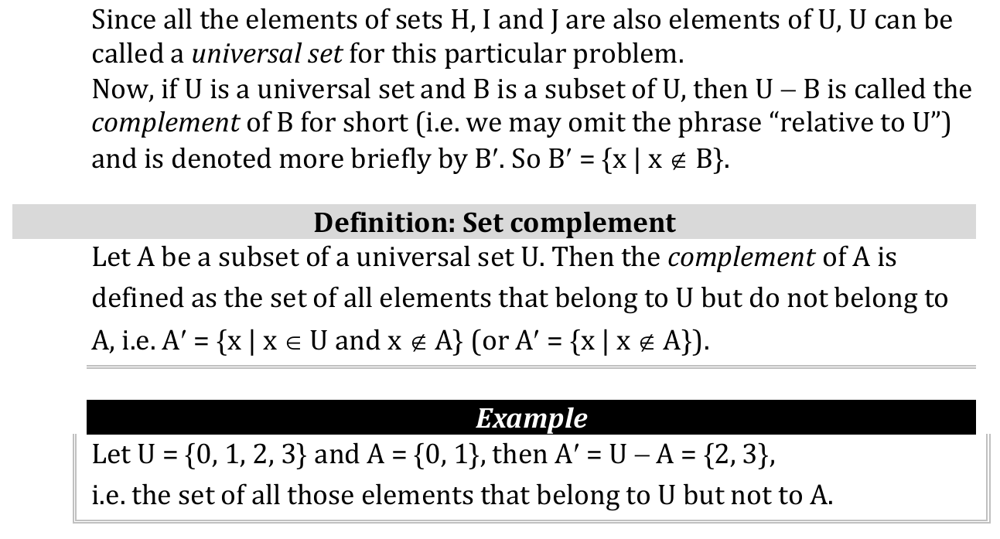 Since all the elements of sets H, I and J are also elements of U, U can be
called a universal set for this particular problem.
Now, if U is a universal set and B is a subset of U, then U – B is called the
complement of B for short (i.e. we may omit the phrase “relative to U”)
and is denoted more briefly by B′. So B′ = {x | x ∉ B}.
Definition: Set complement
Let A be a subset of a universal set U. Then the complement of A is
defined as the set of all elements that belong to U but do not belong to
A, i.e. A′ = {x | x ∈ U and x ∉ A} (or A′ = {x | x ∉ A}).
Example
Let U = {0, 1, 2, 3} and A = {0, 1}, then A′ = U – A = {2, 3},
i.e. the set of all those elements that belong to U but not to A.